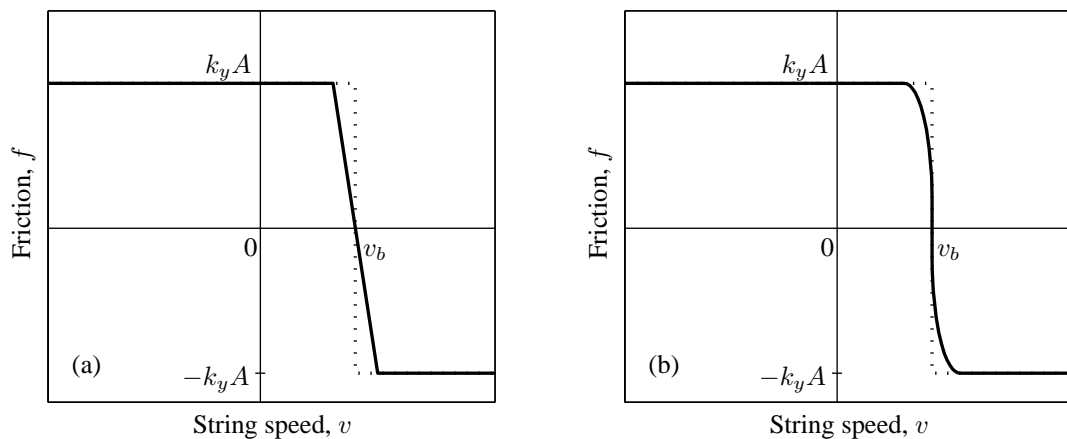 k_yA
Friction, f
0
v_b
(a)
−k_yA
String speed, v
k_yA
Friction, f
0
v_b
(b)
−k_yA
String speed, v